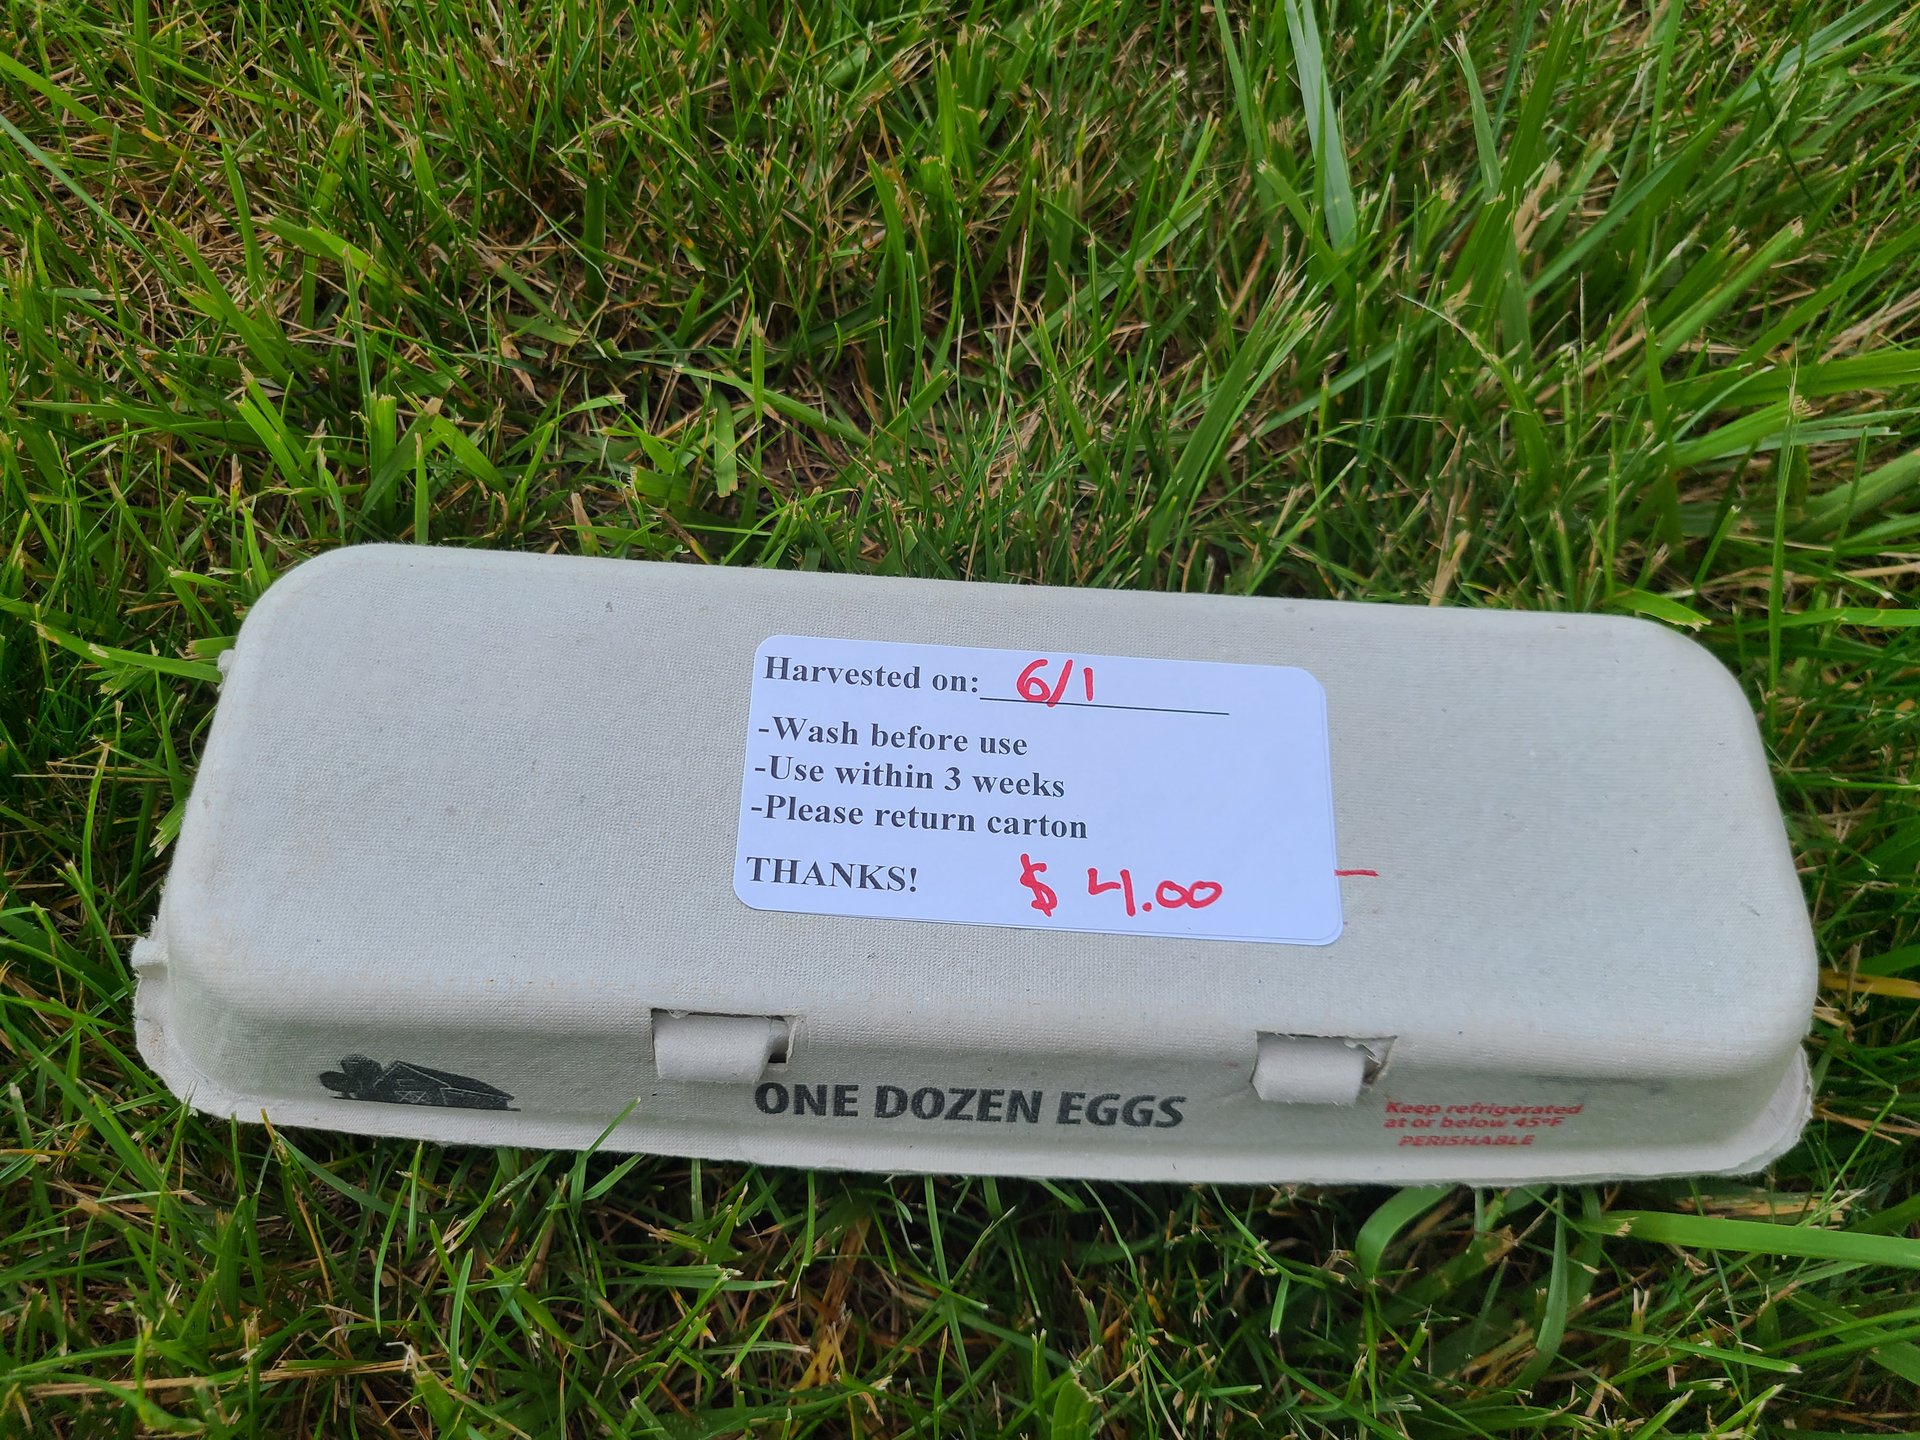 Harvested on: 6/1
-Wash before use
-Use within 3 weeks
-Please return carton
THANKS! $ 4.00
ONE DOZEN EGGS
Keep refrigerated
at or below 45°F
PERISHABLE